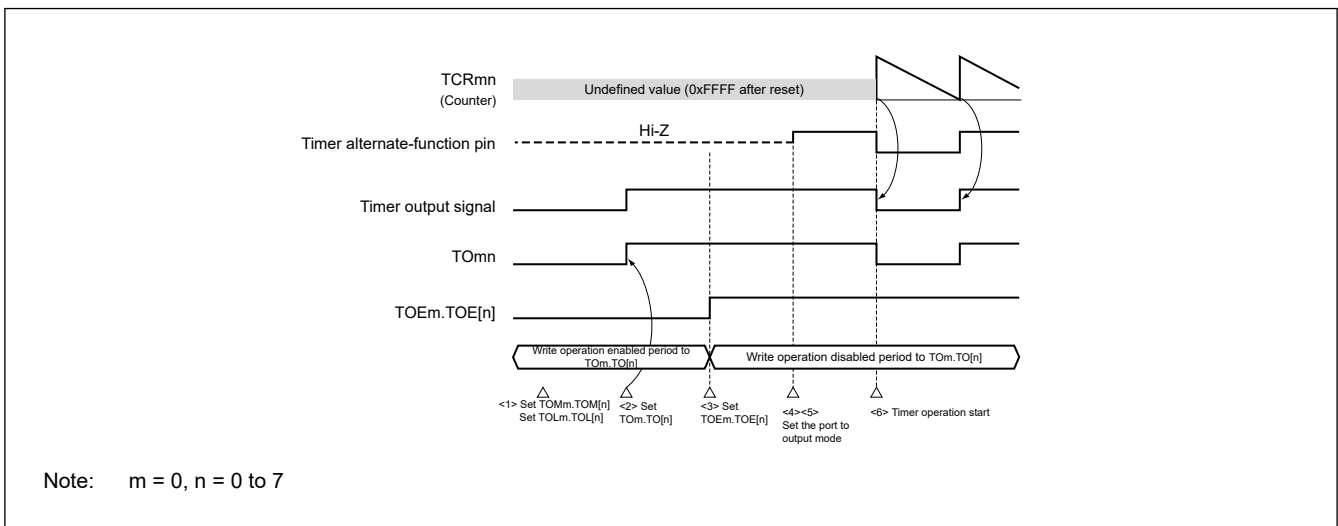 TCRmn
(Counter)
Undefined value (0xFFFF after reset)
Timer alternate-function pin
Hi-Z
Timer output signal
TOmn
TOEm.TOE[n]
Write operation enabled period to
TOm.TO[n]
Write operation disabled period to TOm.TO[n]
<1> Set TOMm.TOM[n]
Set TOLm.TOL[n]
<2> Set
TOm.TO[n]
<3> Set
TOEm.TOE[n]
<4><5>
Set the port to
output mode
<6> Timer operation start
Note: m = 0, n = 0 to 7